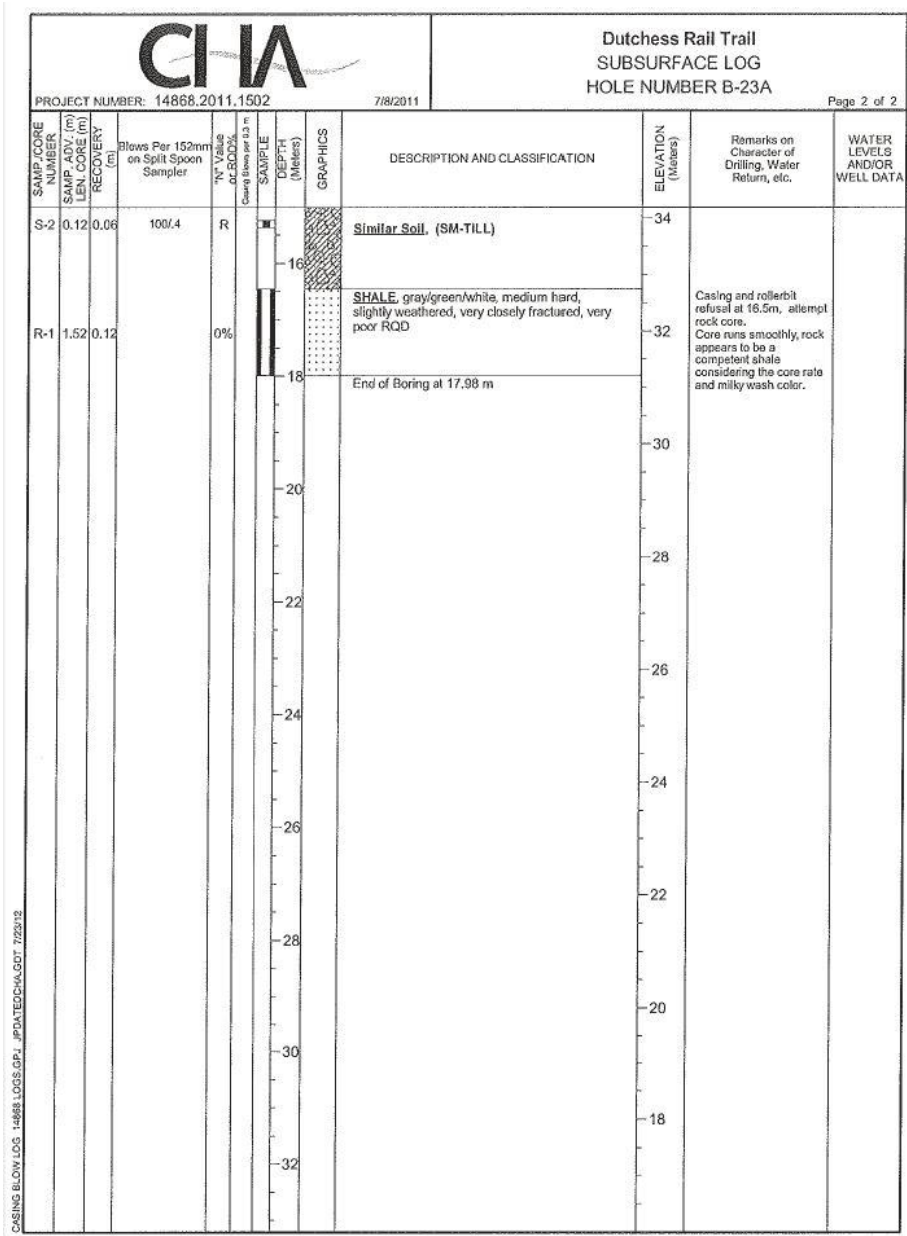 CHA
Dutchess Rail Trail
SUBSURFACE LOG
HOLE NUMBER B-23A
PROJECT NUMBER: 14868.2011.1502
7/8/2011
Page 2 of 2
SAMP./CORE NUMBER
SAMP. ADV. (m)
LEN. CORE (m)
RECOVERY (m)
Blows Per 152mm
on Split Spoon
Sampler
"N" Value
or RQD%
Casing Blows per 0.3 m
SAMPLE
DEPTH
(Meters)
GRAPHICS
DESCRIPTION AND CLASSIFICATION
ELEVATION
(Meters)
Remarks on
Character of
Drilling, Water
Return, etc.
WATER
LEVELS
AND/OR
WELL DATA
S-2 0.12 0.06 100/.4 R
Similar Soil, (SM-TILL)
34
16
SHALE, gray/green/white, medium hard,
slightly weathered, very closely fractured, very
poor RQD
Casing and rollerbit
refusal at 16.5m, attempt
rock core.
Core runs smoothly, rock
appears to be a
competent shale
considering the core rate
and milky wash color.
R-1 1.52 0.12 0%
32
18
End of Boring at 17.98 m
30
20
28
22
26
24
24
26
22
28
20
30
18
32
CASING BLOW LOG 14868 LOGS.GPJ UPDATEDCHA.GDT 7/23/12